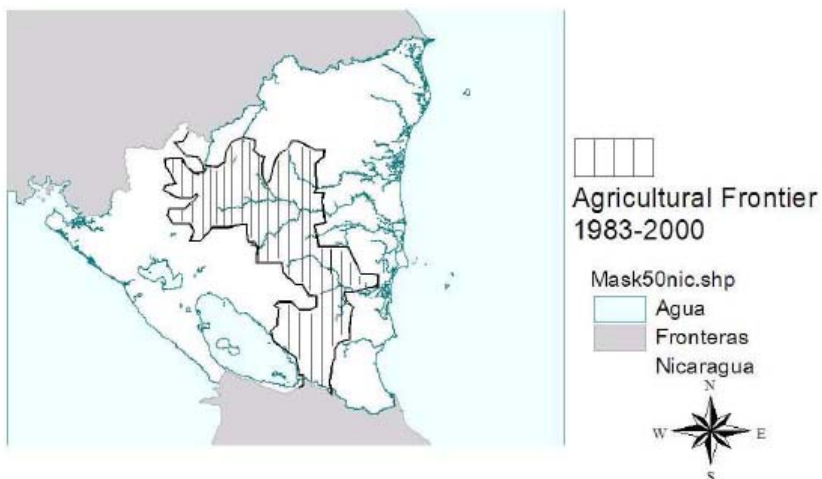 Agricultural Frontier
1983-2000
Mask50nic.shp
Agua
Fronteras
Nicaragua
N
W E
S